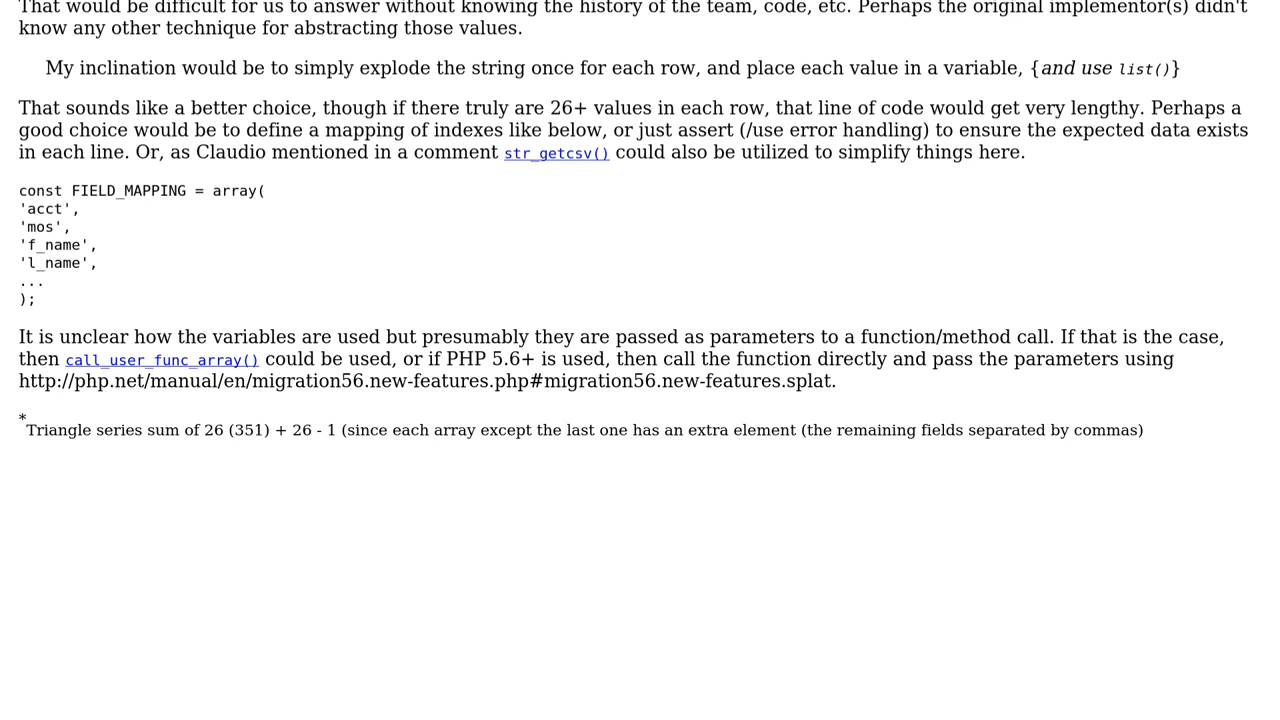 That would be difficult for us to answer without knowing the history of the team, code, etc. Perhaps the original implementor(s) didn't
know any other technique for abstracting those values.
My inclination would be to simply explode the string once for each row, and place each value in a variable, {and use list()}
That sounds like a better choice, though if there truly are 26+ values in each row, that line of code would get very lengthy. Perhaps a
good choice would be to define a mapping of indexes like below, or just assert (/use error handling) to ensure the expected data exists
in each line. Or, as Claudio mentioned in a comment str_getcsv() could also be utilized to simplify things here.
const FIELD_MAPPING = array(
'acct',
'mos',
'f_name',
'l_name',
...
);
It is unclear how the variables are used but presumably they are passed as parameters to a function/method call. If that is the case,
then call_user_func_array() could be used, or if PHP 5.6+ is used, then call the function directly and pass the parameters using
http://php.net/manual/en/migration56.new-features.php#migration56.new-features.splat.
*Triangle series sum of 26 (351) + 26 - 1 (since each array except the last one has an extra element (the remaining fields separated by commas)